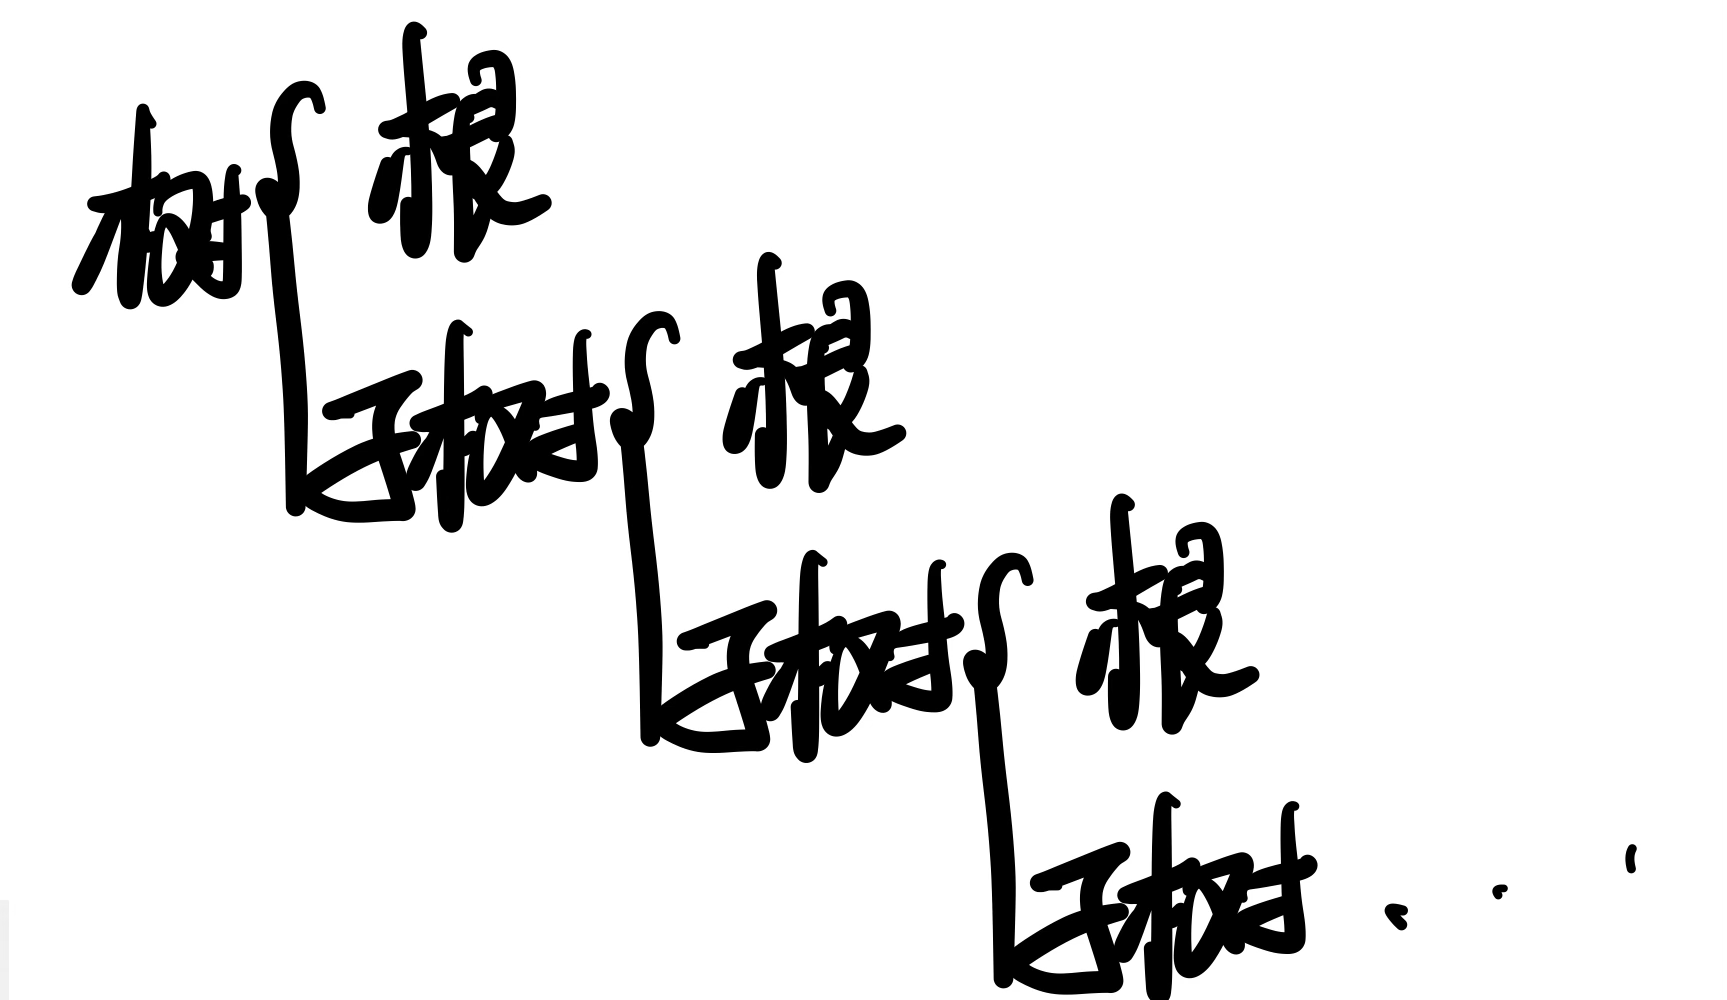 树 根
子树 根
子树 根
子树 ...